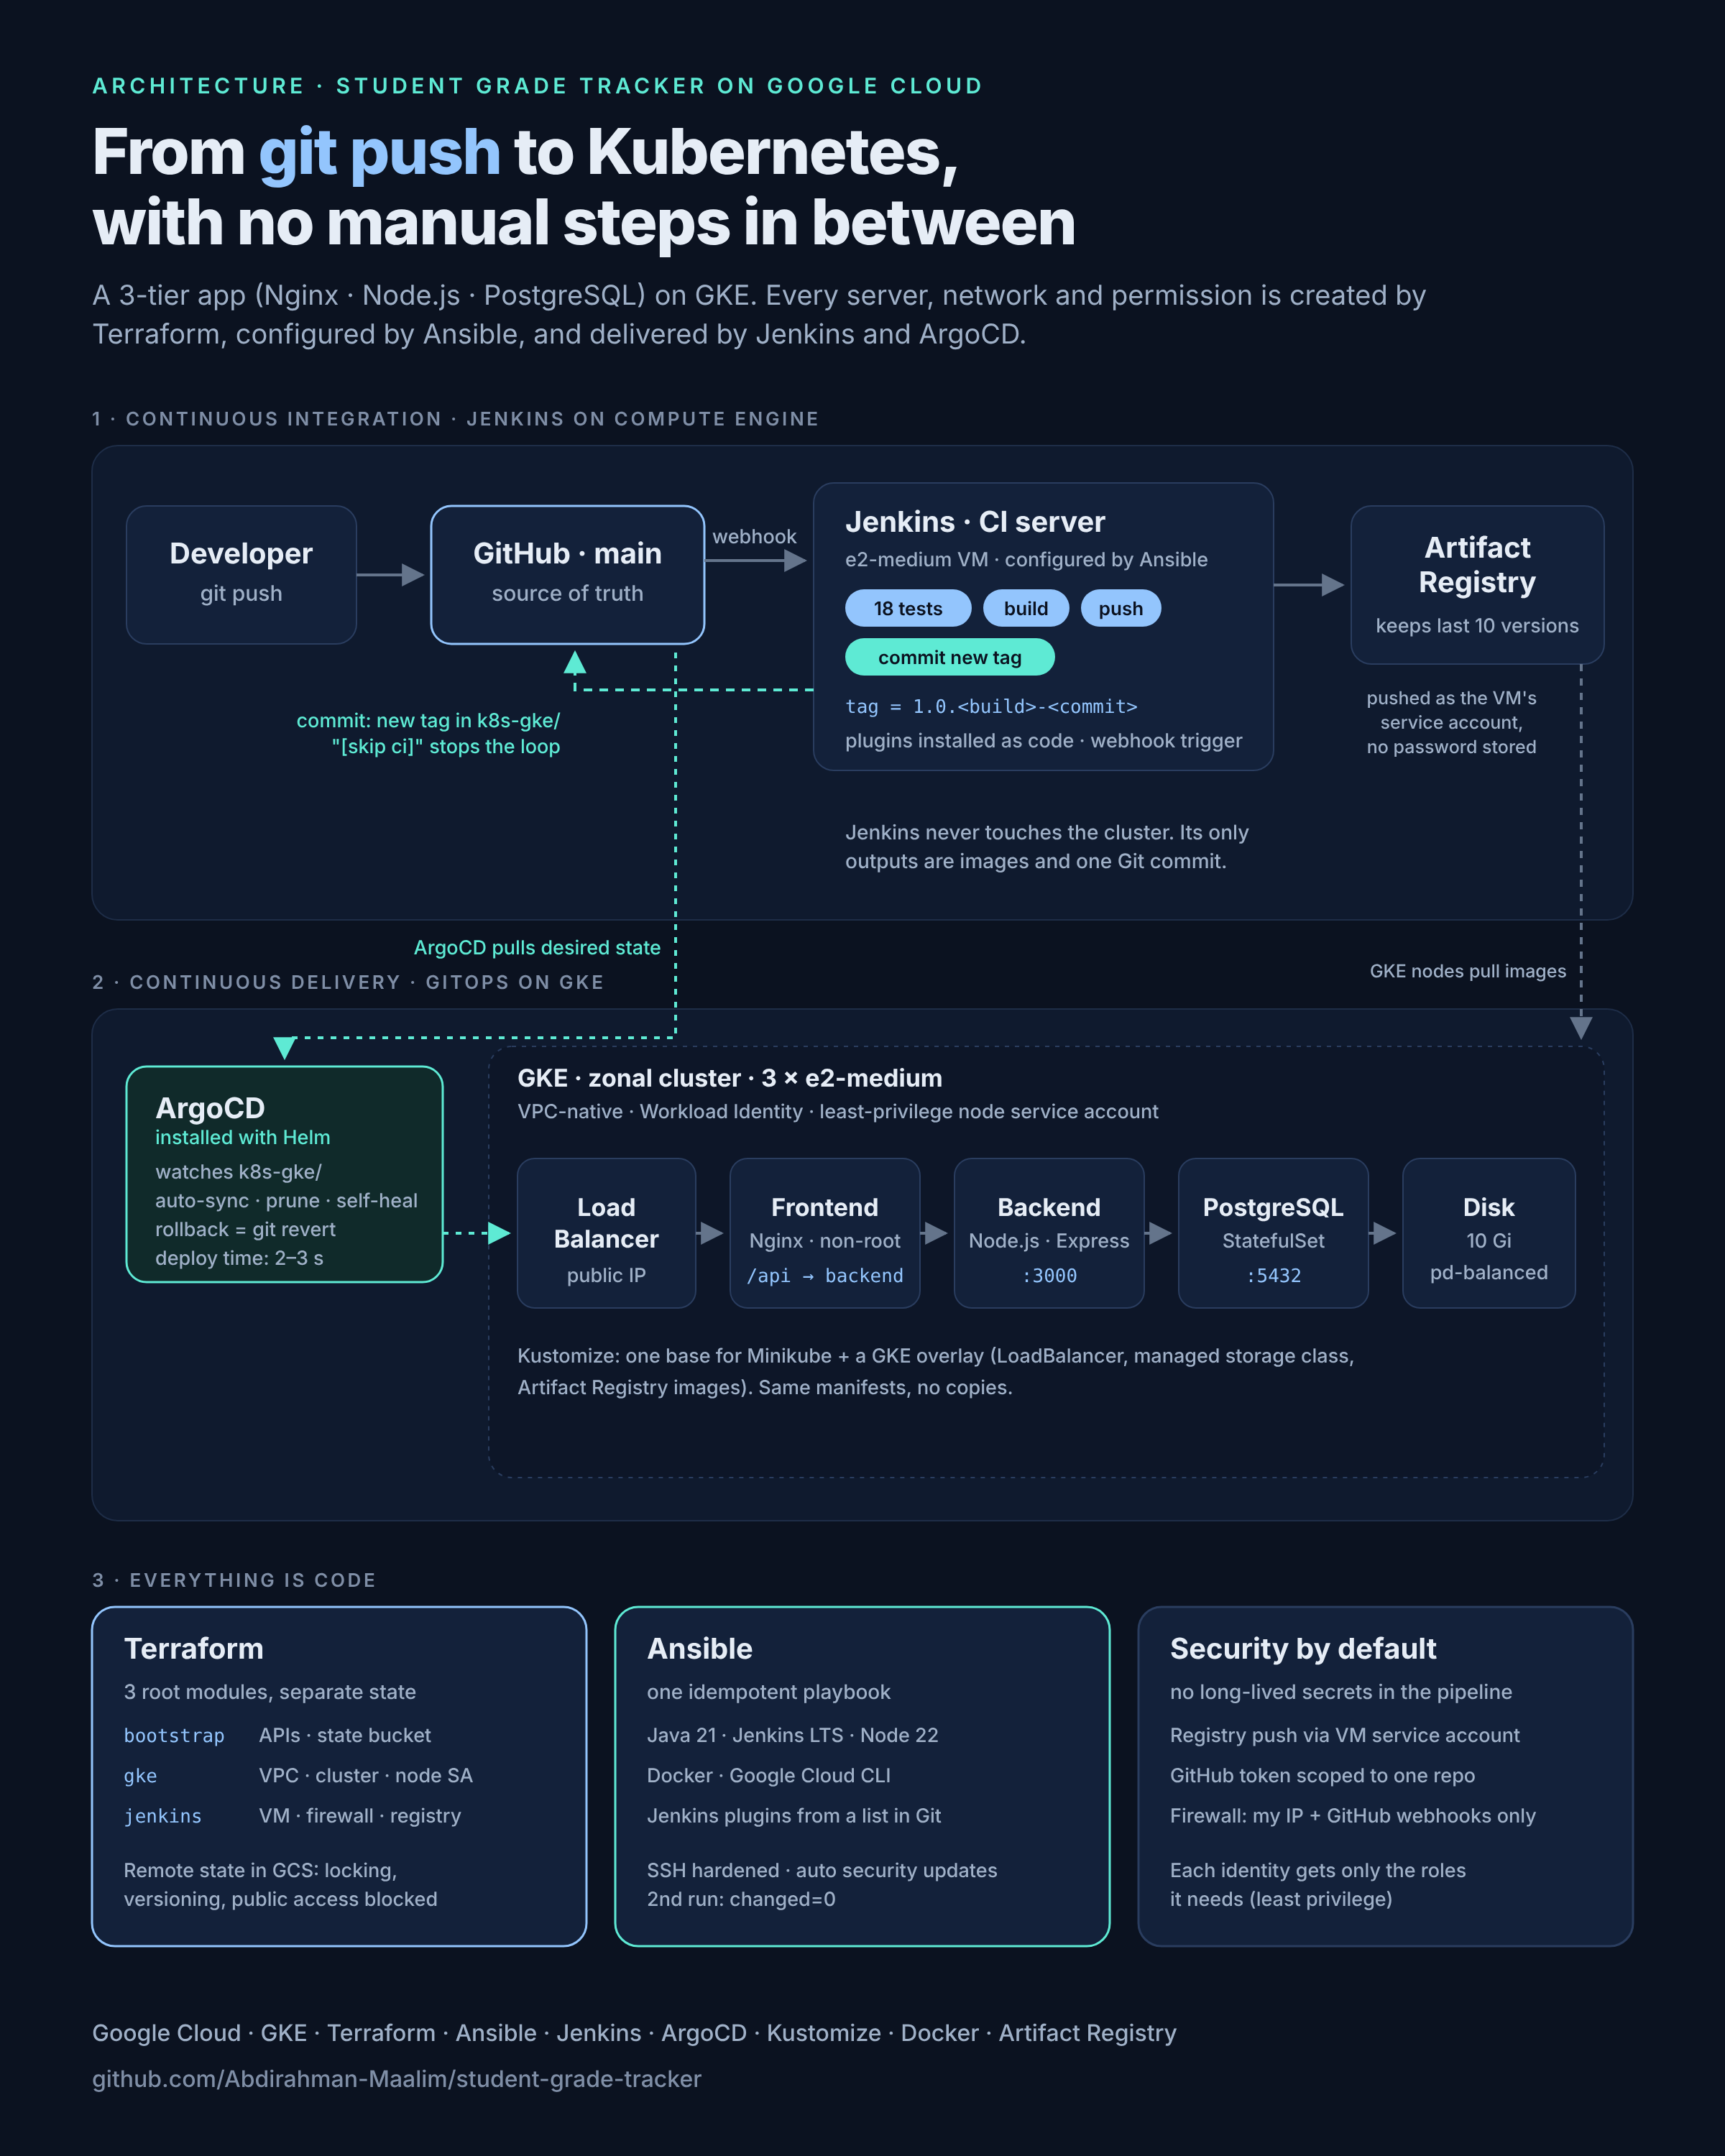 ARCHITECTURE · STUDENT GRADE TRACKER ON GOOGLE CLOUD
From git push to Kubernetes,
with no manual steps in between
A 3-tier app (Nginx · Node.js · PostgreSQL) on GKE. Every server, network and permission is created by
Terraform, configured by Ansible, and delivered by Jenkins and ArgoCD.
1 · CONTINUOUS INTEGRATION · JENKINS ON COMPUTE ENGINE
Developer
git push
GitHub · main
source of truth
webhook
Jenkins · CI server
e2-medium VM · configured by Ansible
18 tests
build
push
commit new tag
tag = 1.0.<build>-<commit>
plugins installed as code · webhook trigger
Artifact
Registry
keeps last 10 versions
pushed as the VM's
service account,
no password stored
commit: new tag in k8s-gke/
"[skip ci]" stops the loop
Jenkins never touches the cluster. Its only
outputs are images and one Git commit.
ArgoCD pulls desired state
GKE nodes pull images
2 · CONTINUOUS DELIVERY · GITOPS ON GKE
ArgoCD
installed with Helm
watches k8s-gke/
auto-sync · prune · self-heal
rollback = git revert
deploy time: 2–3 s
GKE · zonal cluster · 3 × e2-medium
VPC-native · Workload Identity · least-privilege node service account
Load
Balancer
public IP
Frontend
Nginx · non-root
/api → backend
Backend
Node.js · Express
:3000
PostgreSQL
StatefulSet
:5432
Disk
10 Gi
pd-balanced
Kustomize: one base for Minikube + a GKE overlay (LoadBalancer, managed storage class,
Artifact Registry images). Same manifests, no copies.
3 · EVERYTHING IS CODE
Terraform
3 root modules, separate state
bootstrap APIs · state bucket
gke VPC · cluster · node SA
jenkins VM · firewall · registry
Remote state in GCS: locking,
versioning, public access blocked
Ansible
one idempotent playbook
Java 21 · Jenkins LTS · Node 22
Docker · Google Cloud CLI
Jenkins plugins from a list in Git
SSH hardened · auto security updates
2nd run: changed=0
Security by default
no long-lived secrets in the pipeline
Registry push via VM service account
GitHub token scoped to one repo
Firewall: my IP + GitHub webhooks only
Each identity gets only the roles
it needs (least privilege)
Google Cloud · GKE · Terraform · Ansible · Jenkins · ArgoCD · Kustomize · Docker · Artifact Registry
github.com/Abdirahman-Maalim/student-grade-tracker